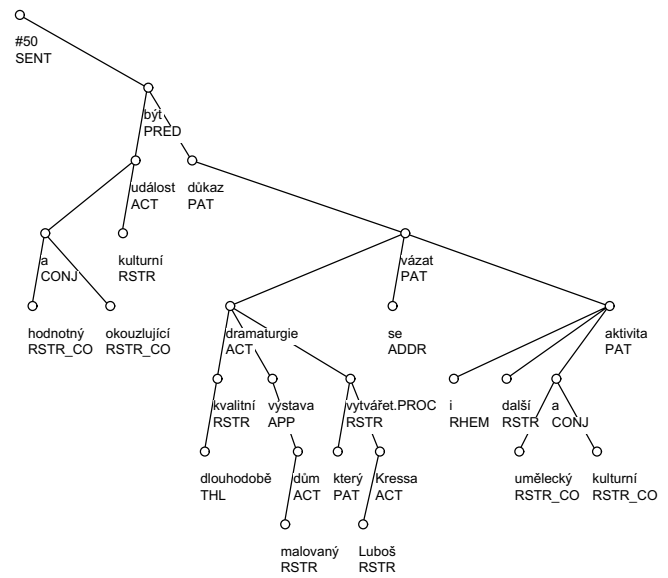 #50
SENT
být
PRED
událost
ACT
důkaz
PAT
a
CONJ
kulturní
RSTR
vázat
PAT
hodnotný
RSTR_CO
okouzlující
RSTR_CO
dramaturgie
ACT
se
ADDR
aktivita
PAT
kvalitní
RSTR
výstava
APP
vytvářet.PROC
RSTR
i
RHEM
další
RSTR
a
CONJ
dlouhodobě
THL
dům
ACT
který
PAT
Kressa
ACT
umělecký
RSTR_CO
kulturní
RSTR_CO
malovaný
RSTR
Luboš
RSTR